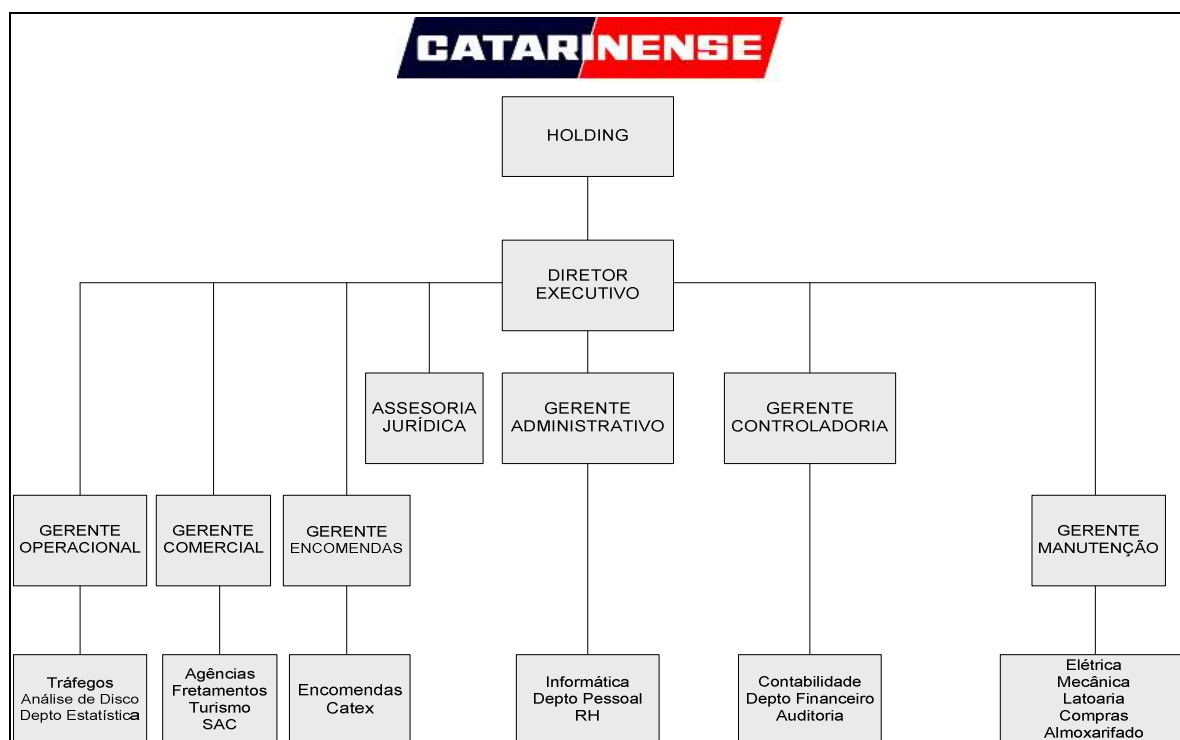 CATARINENSE
HOLDING
DIRETOR
EXECUTIVO
ASSESORIA
JURÍDICA
GERENTE
ADMINISTRATIVO
GERENTE
CONTROLADORIA
GERENTE
OPERACIONAL
GERENTE
COMERCIAL
GERENTE
ENCOMENDAS
GERENTE
MANUTENÇÃO
Tráfegos
Análise de Disco
Depto Estatística
Agências
Fretamentos
Turismo
SAC
Encomendas
Catex
Informática
Depto Pessoal
RH
Contabilidade
Depto Financeiro
Auditoria
Elétrica
Mecânica
Latoaria
Compras
Almoxarifado